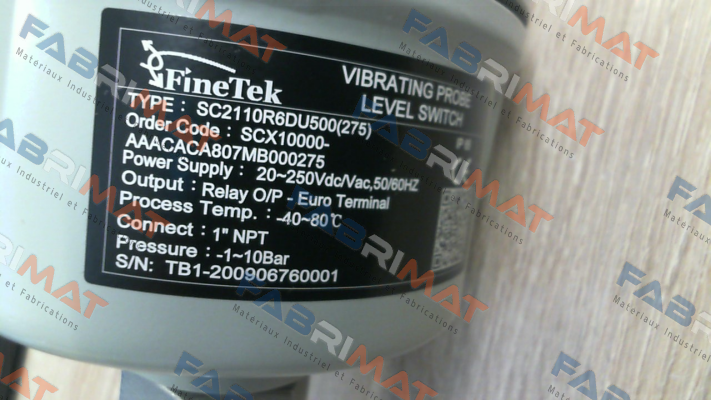 FineTek
VIBRATING PROBE
LEVEL SWITCH
TYPE : SC2110R6DU500(275)
Order Code : SCX10000-
AAACACA807MB000275
Power Supply : 20~250Vdc/Vac,50/60HZ
Output : Relay O/P - Euro Terminal
Process Temp. : -40~80℃
Connect : 1" NPT
Pressure : -1~10Bar
S/N: TB1-200906760001
FABRIMAT
Materiaux Industriel et Fabrications